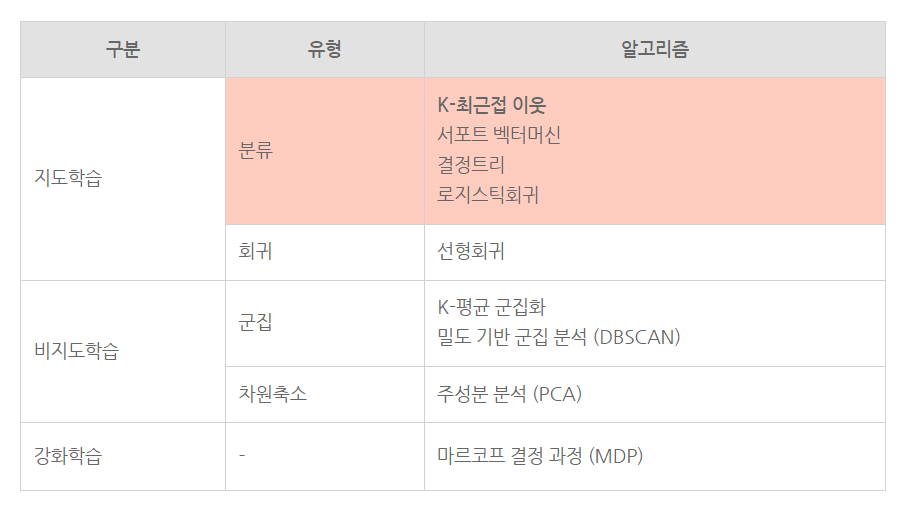 구분 유형 알고리즘
지도학습
분류
K-최근접 이웃
서포트 벡터머신
결정트리
로지스틱회귀
회귀
선형회귀
비지도학습
군집
K-평균 군집화
밀도 기반 군집 분석 (DBSCAN)
차원축소
주성분 분석 (PCA)
강화학습
-
마르코프 결정 과정 (MDP)